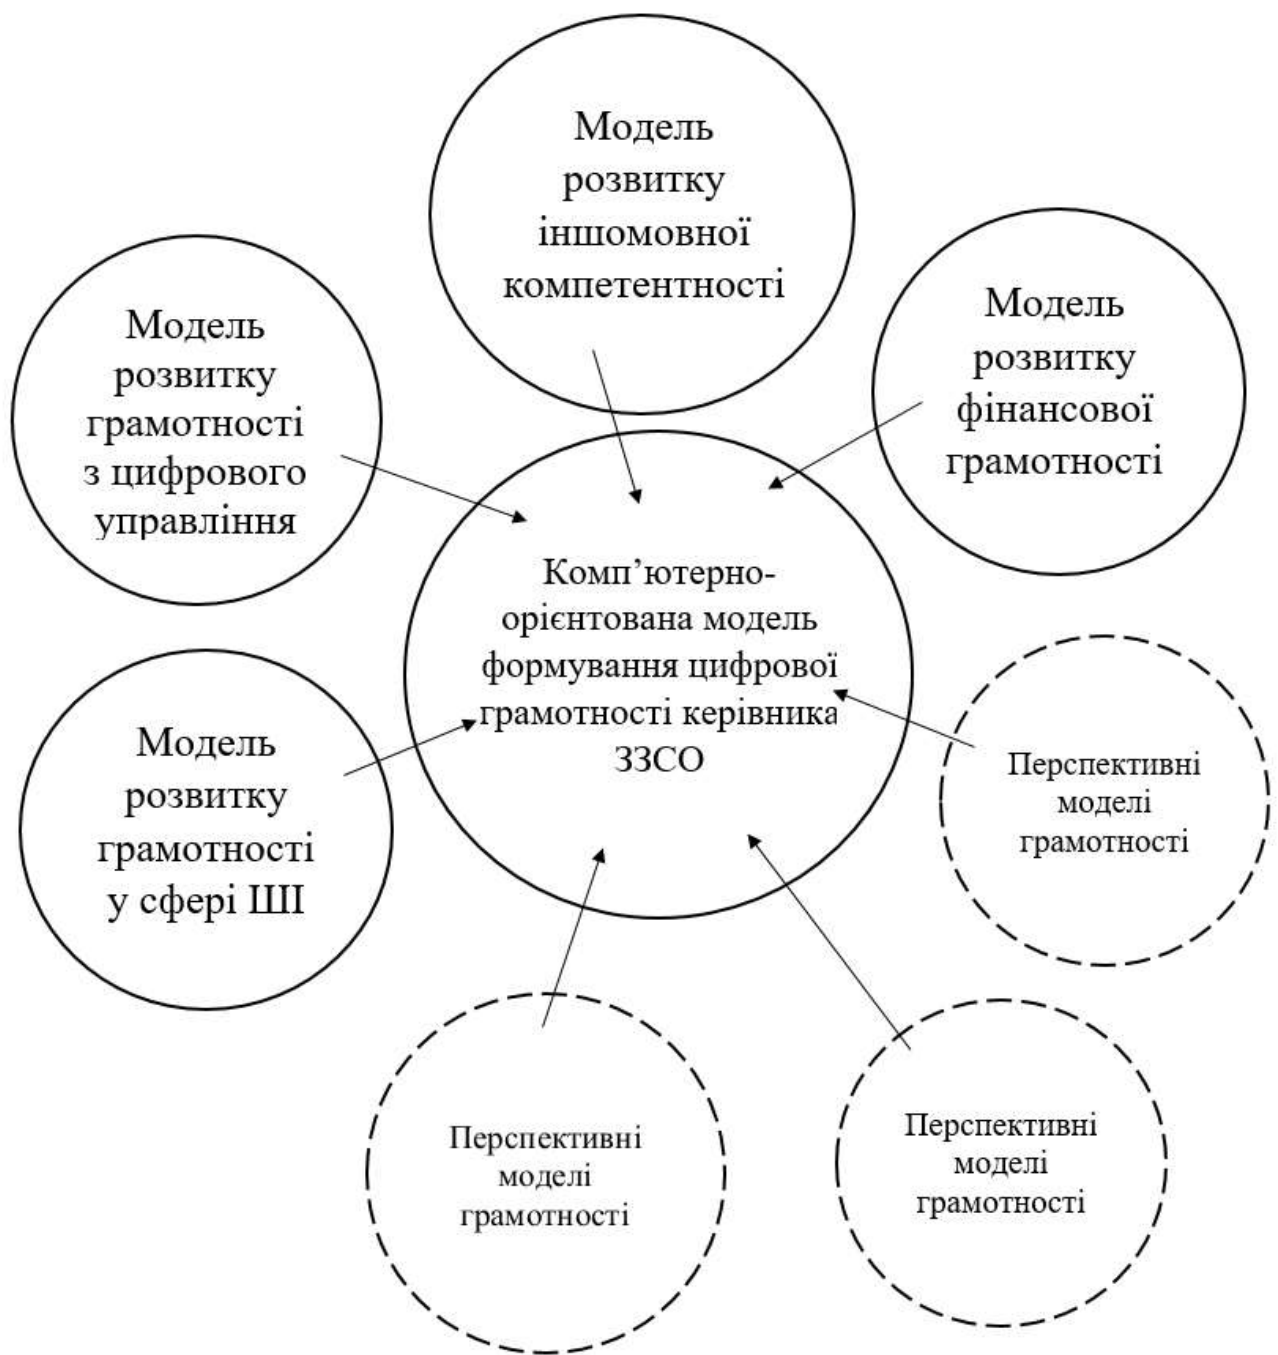 Модель
розвитку
іншомовної
компетентності
Модель
розвитку
фінансової
грамотності
Модель
розвитку
грамотності
з цифрового
управління
Комп’ютерно-
орієнтована модель
формування цифрової
грамотності керівника
ЗЗСО
Модель
розвитку
грамотності
у сфері ШІ
Перспективні
моделі
грамотності
Перспективні
моделі
грамотності
Перспективні
моделі
грамотності